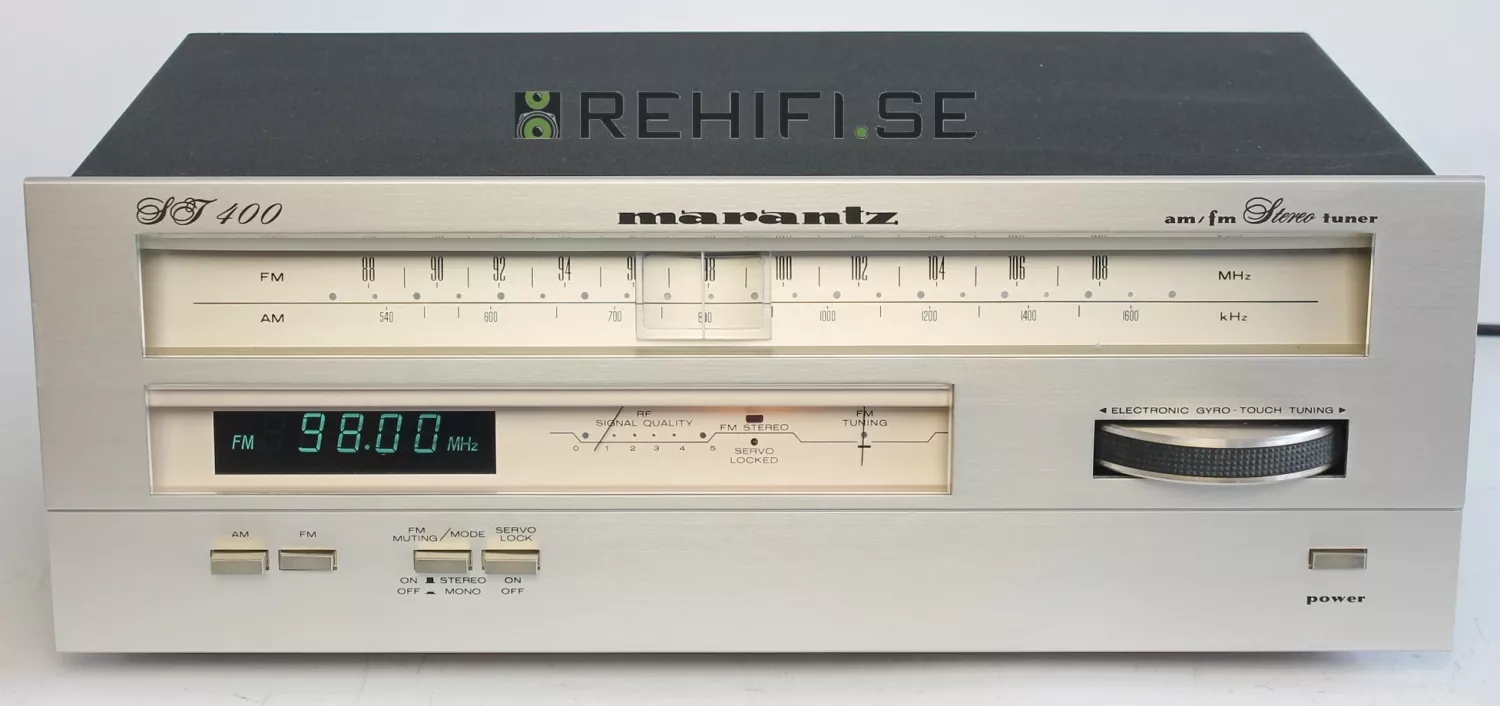 REHIFI.SE
ST 400
marantz
am/fm Stereo tuner
FM 88 90 92 94 98 100 102 104 106 108 MHz
AM 540 600 700 800 1000 1200 1400 1600 kHz
◄ ELECTRONIC GYRO-TOUCH TUNING ►
FM 98.00 MHz
RF
SIGNAL QUALITY
0 1 2 3 4 5
FM STEREO
SERVO
LOCKED
FM
TUNING
AM
FM
FM
MUTING/MODE
ON STEREO
OFF MONO
SERVO
LOCK
ON
OFF
power